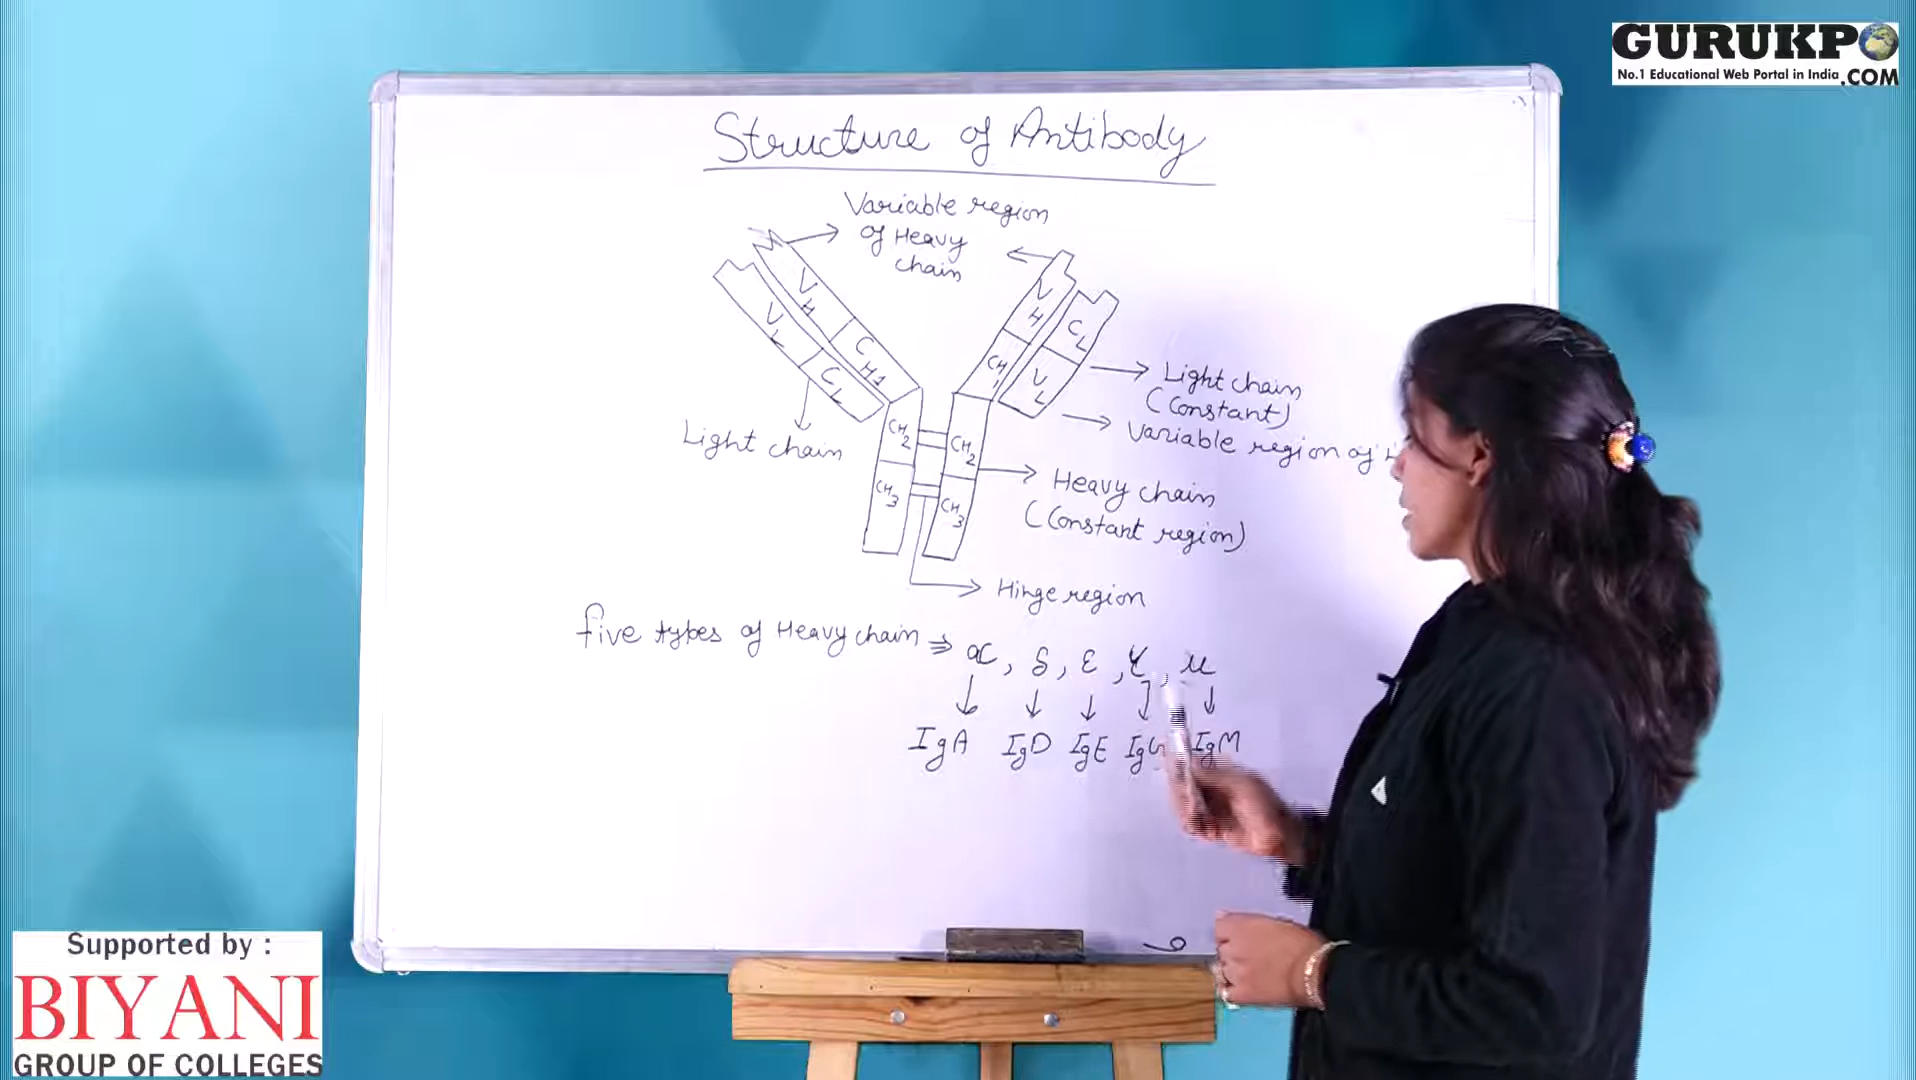 GURUKPO
No.1 Educational Web Portal in India .COM
Structure of Antibody
Variable region
of Heavy
chain
VH
CH1
VL
CL
VH
CH1
CL
VL
Light chain
(Constant)
Variable region of
Light chain
CH2
CH3
CH2
CH3
Heavy chain
(Constant region)
Hinge region
five types of Heavy chain ⇒ α, δ, ε, γ, μ
IgA IgD IgE IgG IgM
Supported by :
BIYANI
GROUP OF COLLEGES